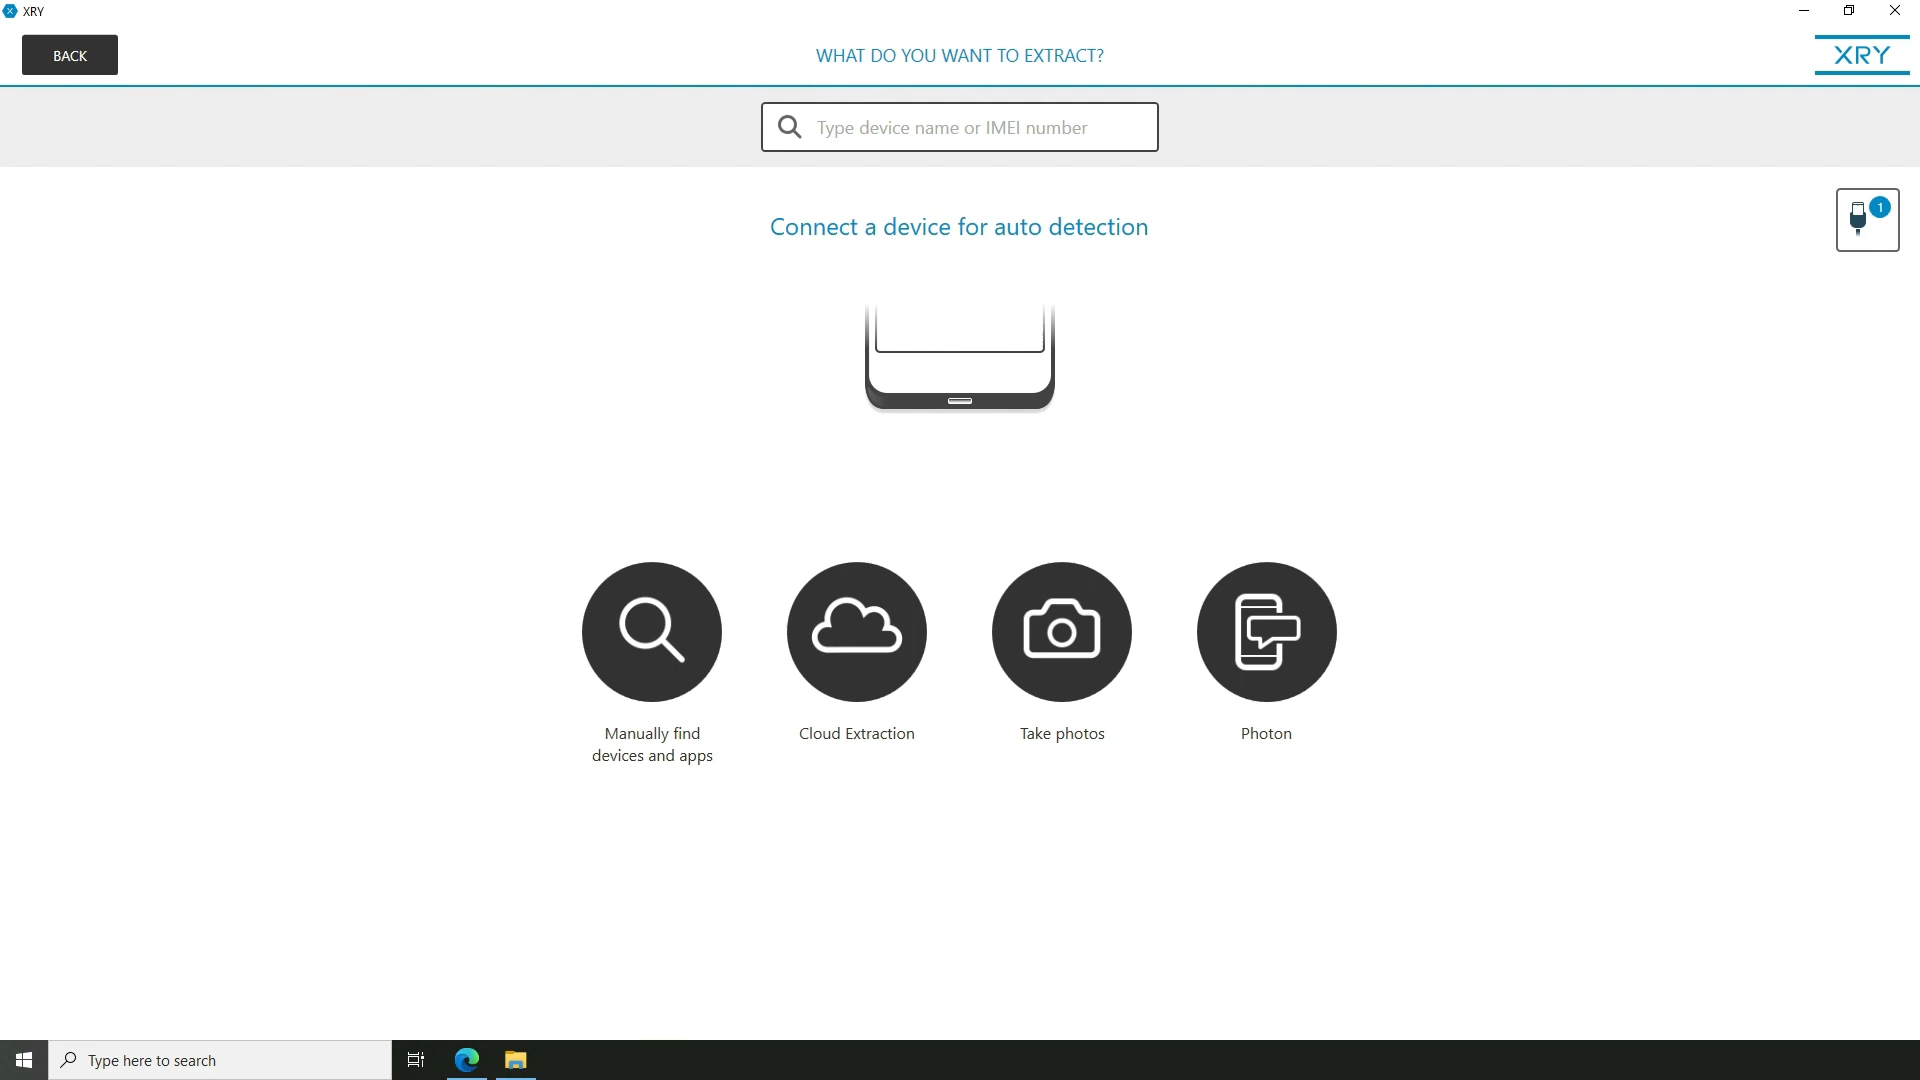 XRY
BACK
WHAT DO YOU WANT TO EXTRACT?
XRY
Type device name or IMEI number
Connect a device for auto detection
1
Manually find
devices and apps
Cloud Extraction
Take photos
Photon
Type here to search